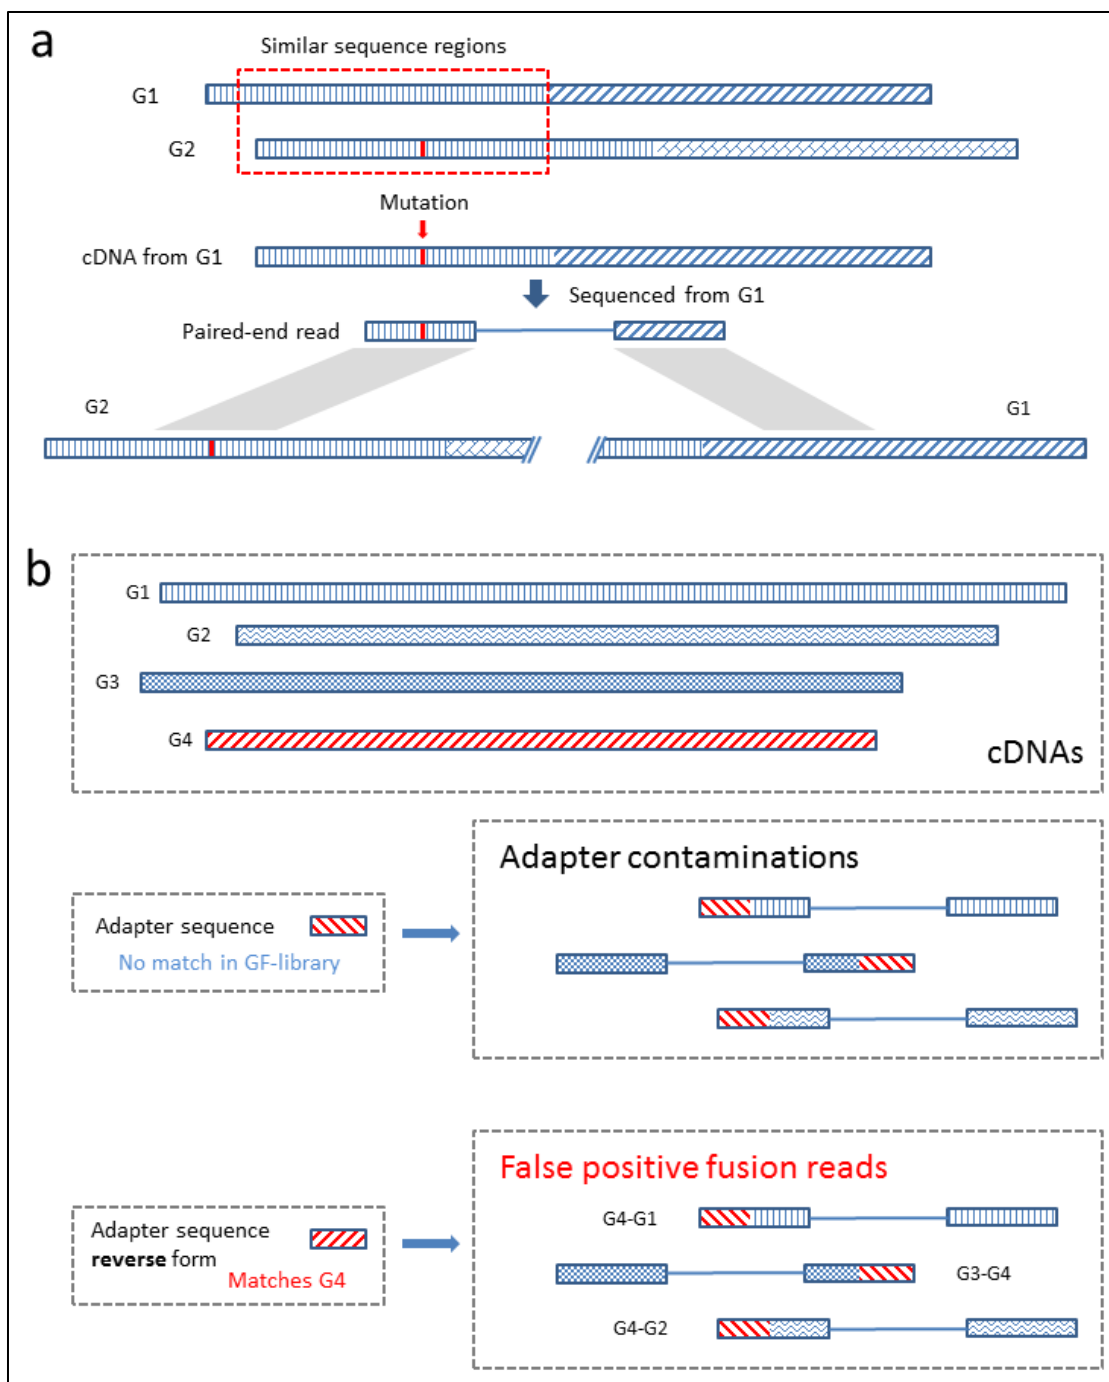 a
Similar sequence regions
G1
G2
Mutation
cDNA from G1
Sequenced from G1
Paired-end read
G2
G1
b
G1
G2
G3
G4
cDNAs
Adapter contaminations
Adapter sequence
No match in GF-library
False positive fusion reads
G4-G1
Adapter sequence
reverse form
Matches G4
G3-G4
G4-G2